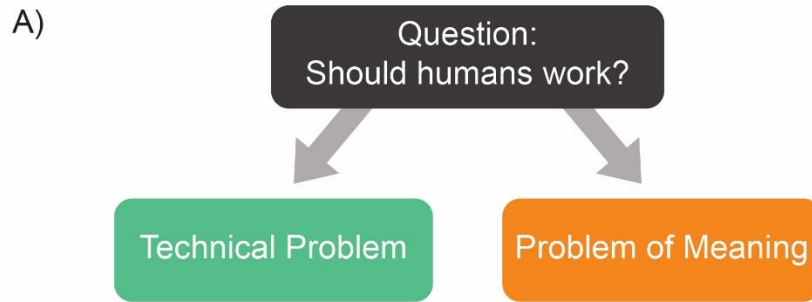 A)
Question:
Should humans work?
Technical Problem
Problem of Meaning